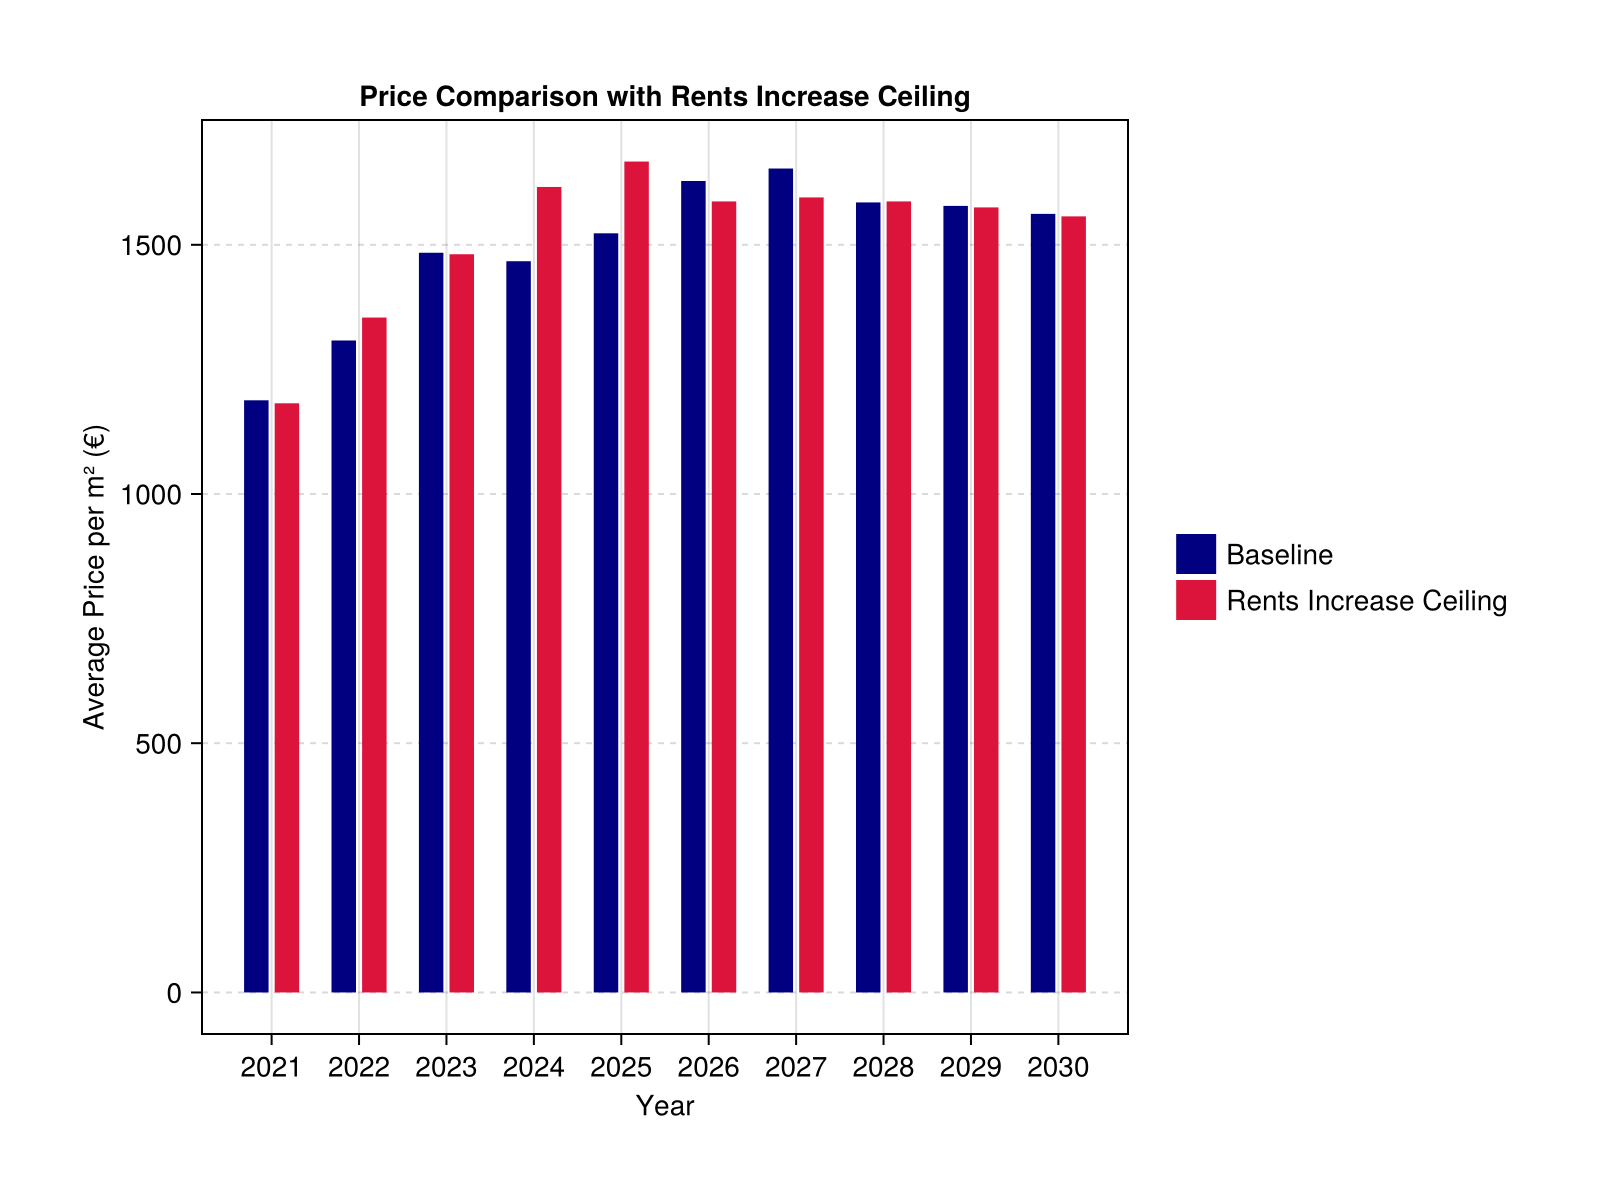 Price Comparison with Rents Increase Ceiling
Average Price per m² (€)
1500
1000
500
0
2021 2022 2023 2024 2025 2026 2027 2028 2029 2030
Year
Baseline
Rents Increase Ceiling